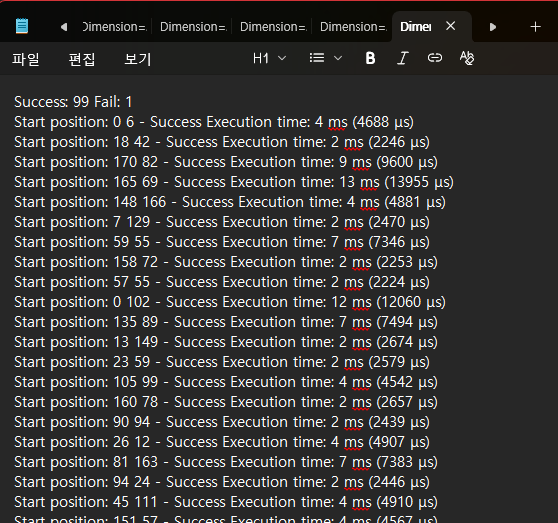 Dimension=.
Dimension=.
Dimension=.
Dimension=.
파일
편집
보기
H1
B
I
Success: 99 Fail: 1
Start position: 0 6 - Success Execution time: 4 ms (4688 µs)
Start position: 18 42 - Success Execution time: 2 ms (2246 µs)
Start position: 170 82 - Success Execution time: 9 ms (9600 µs)
Start position: 165 69 - Success Execution time: 13 ms (13955 µs)
Start position: 148 166 - Success Execution time: 4 ms (4881 µs)
Start position: 7 129 - Success Execution time: 2 ms (2470 µs)
Start position: 59 55 - Success Execution time: 7 ms (7346 µs)
Start position: 158 72 - Success Execution time: 2 ms (2253 µs)
Start position: 57 55 - Success Execution time: 2 ms (2224 µs)
Start position: 0 102 - Success Execution time: 12 ms (12060 µs)
Start position: 135 89 - Success Execution time: 7 ms (7494 µs)
Start position: 13 149 - Success Execution time: 2 ms (2674 µs)
Start position: 23 59 - Success Execution time: 2 ms (2579 µs)
Start position: 105 99 - Success Execution time: 4 ms (4542 µs)
Start position: 160 78 - Success Execution time: 2 ms (2657 µs)
Start position: 90 94 - Success Execution time: 2 ms (2439 µs)
Start position: 26 12 - Success Execution time: 4 ms (4907 µs)
Start position: 81 163 - Success Execution time: 7 ms (7383 µs)
Start position: 94 24 - Success Execution time: 2 ms (2446 µs)
Start position: 45 111 - Success Execution time: 4 ms (4910 µs)
Start position: 151 57 - Success Execution time: 4 ms (4567 µs)